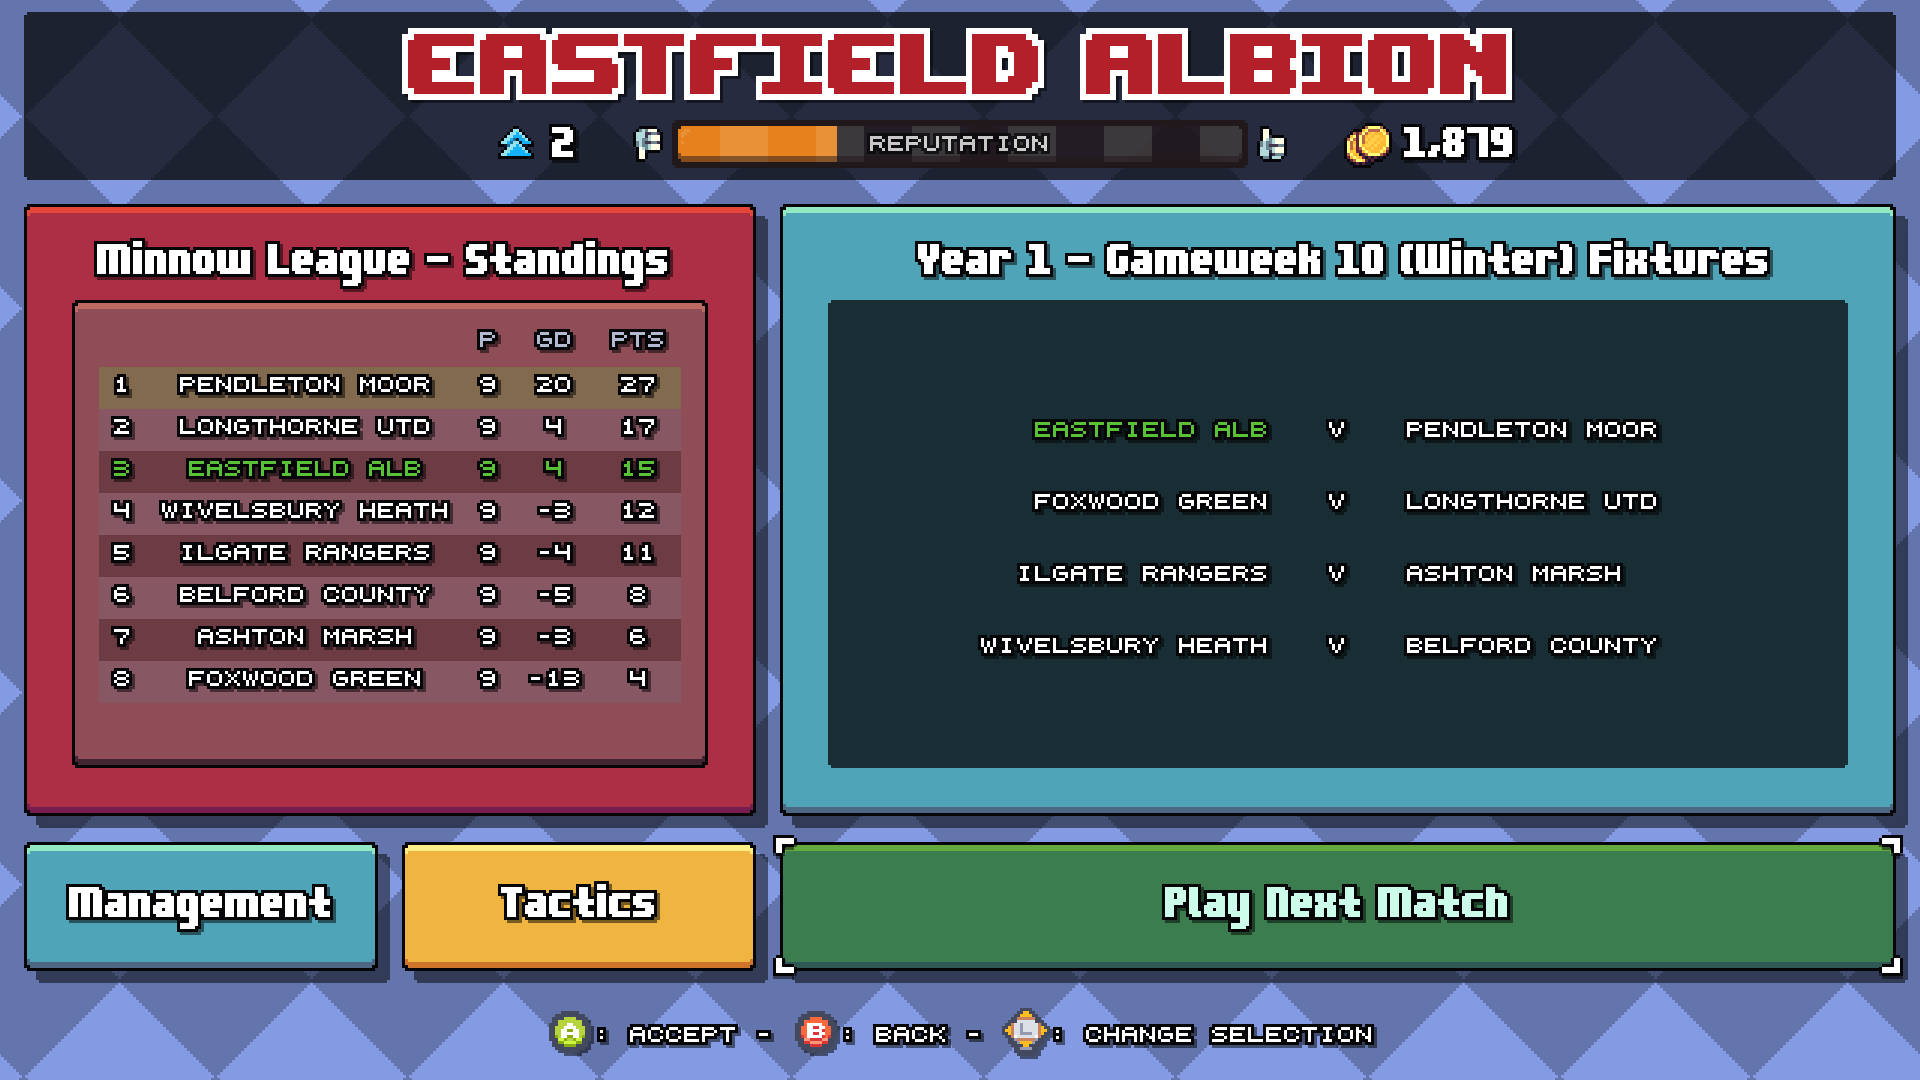 EASTFIELD ALBION
2 REPUTATION 1,879
Minnow League - Standings
P GD PTS
1 PENDLETON MOOR 9 20 27
2 LONGTHORNE UTD 9 4 17
3 EASTFIELD ALB 9 4 15
4 WIVELSBURY HEATH 9 -3 12
5 ILGATE RANGERS 9 -4 11
6 BELFORD COUNTY 9 -5 8
7 ASHTON MARSH 9 -3 6
8 FOXWOOD GREEN 9 -13 4
Year 1 - Gameweek 10 (Winter) Fixtures
EASTFIELD ALB V PENDLETON MOOR
FOXWOOD GREEN V LONGTHORNE UTD
ILGATE RANGERS V ASHTON MARSH
WIVELSBURY HEATH V BELFORD COUNTY
Management
Tactics
Play Next Match
A: ACCEPT - B: BACK - L: CHANGE SELECTION